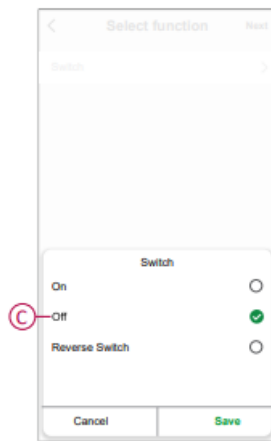 Select function
Next
Switch
Switch
On
C
Off
Reverse Switch
Cancel
Save